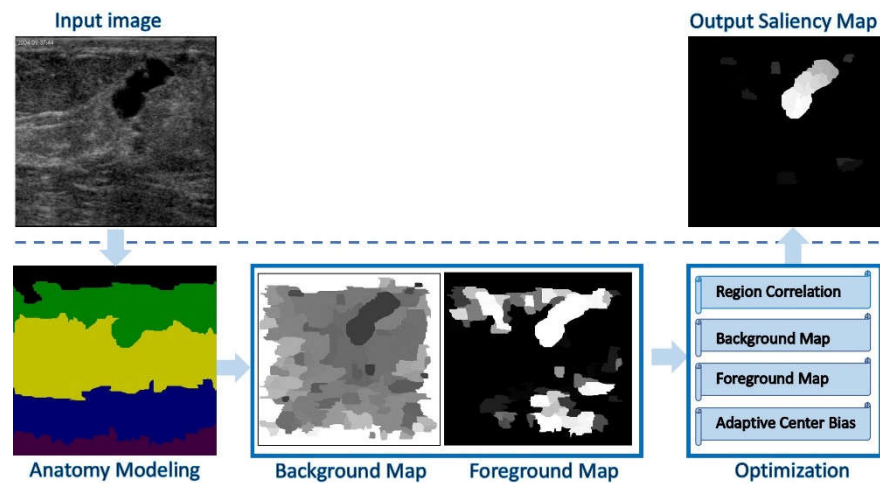 Input image
Output Saliency Map
Region Correlation
Background Map
Foreground Map
Adaptive Center Bias
Anatomy Modeling
Background Map
Foreground Map
Optimization